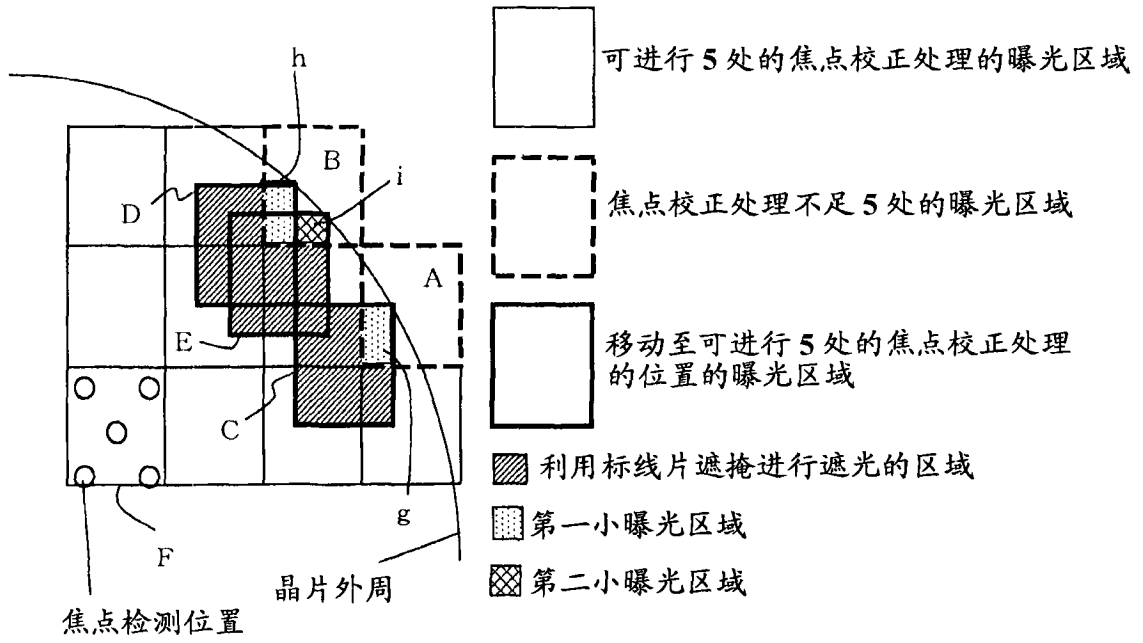 h
B
i
D
A
E
C
g
F
晶片外周
焦点检测位置
可进行5处的焦点校正处理的曝光区域
焦点校正处理不足5处的曝光区域
移动至可进行5处的焦点校正处理
的位置的曝光区域
利用标线片遮掩进行遮光的区域
第一小曝光区域
第二小曝光区域